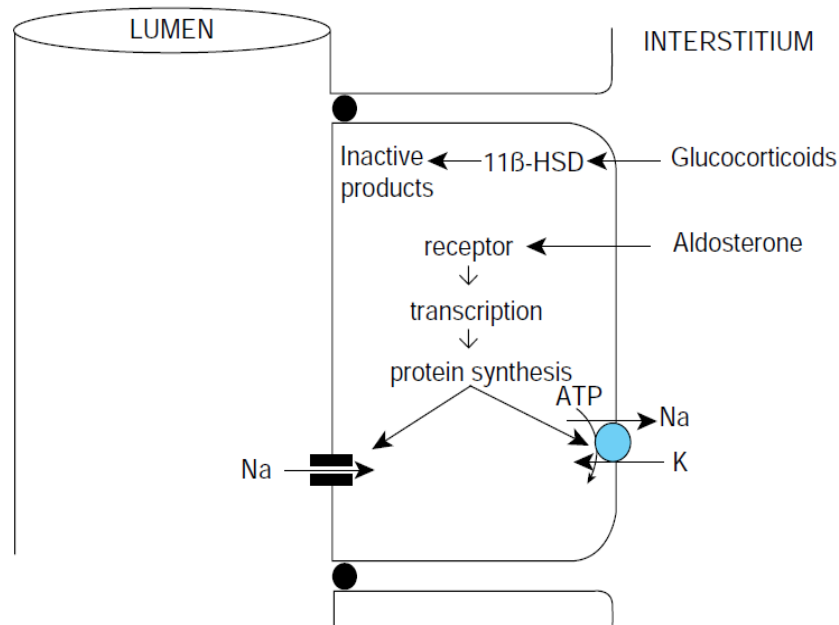 LUMEN
INTERSTITIUM
Inactive
products
11ß-HSD
Glucocorticoids
receptor
Aldosterone
transcription
protein synthesis
ATP
Na
Na
K